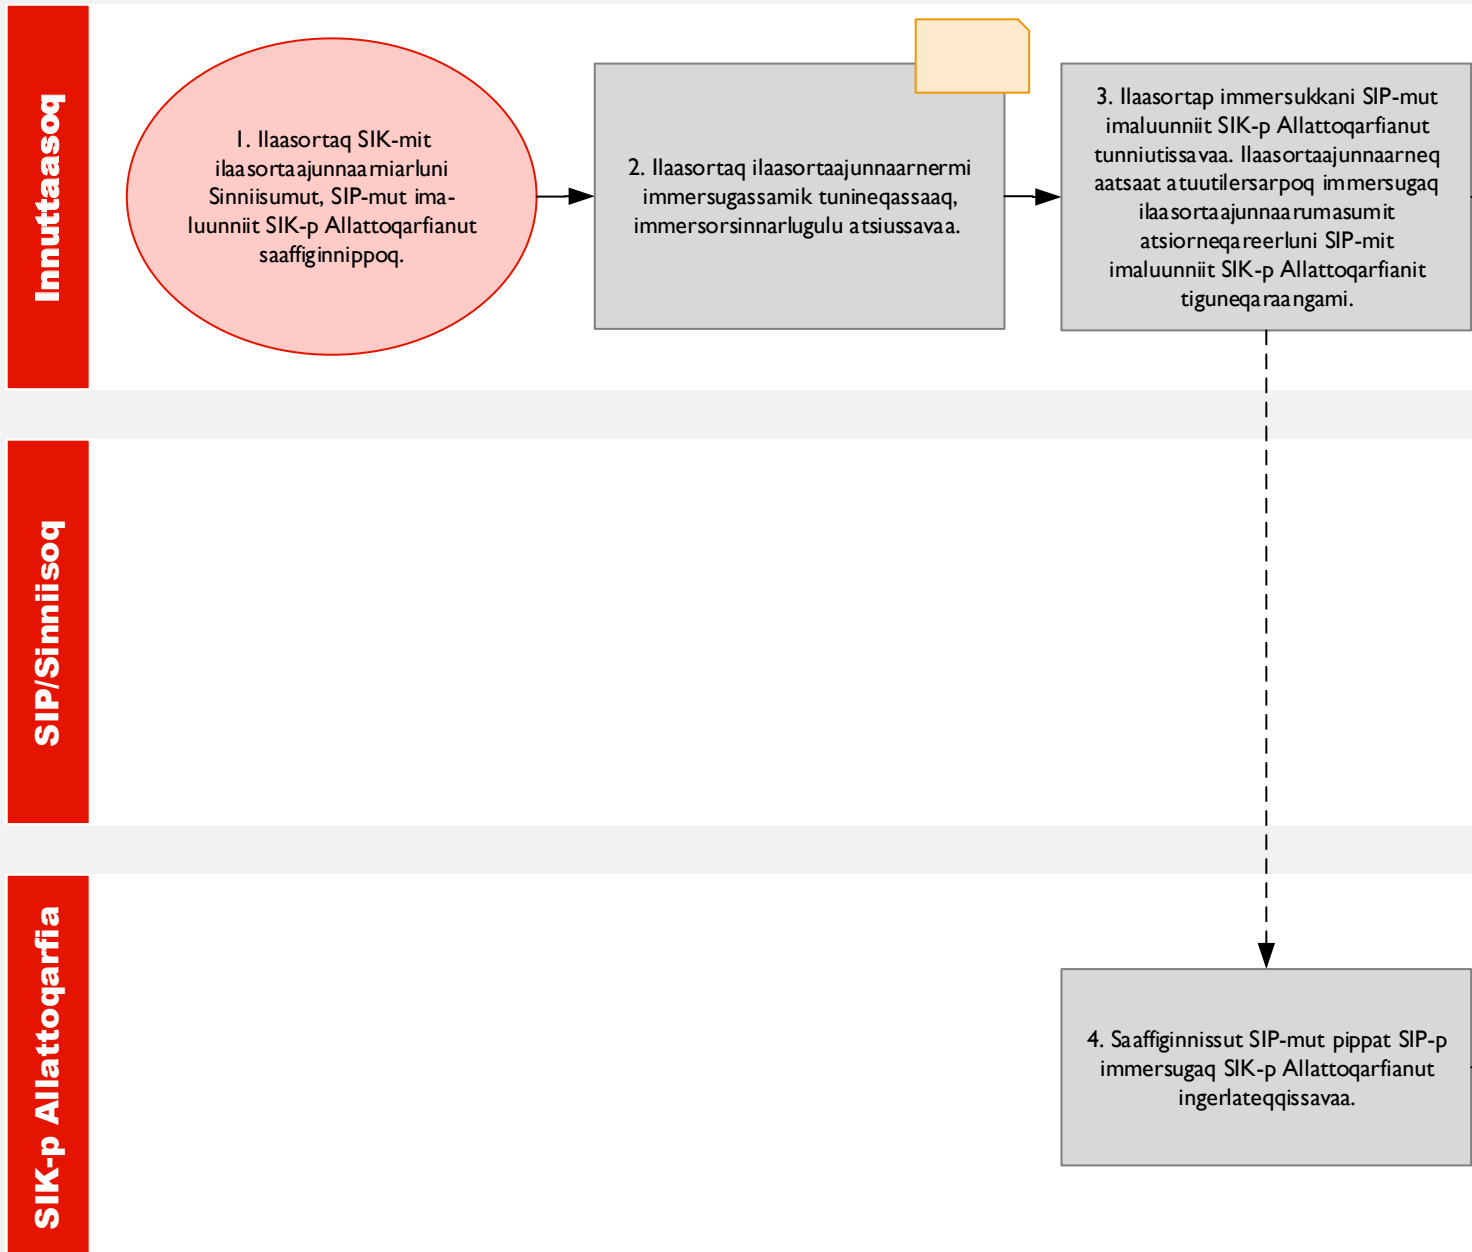 Innuttaasoq
1. Ilaasortaq SIK-mit
ilaasortaajunnaarniarluni
Sinniisumut, SIP-mut ima-
luunniit SIK-p Allattoqarfianut
saaffiginnippoq.
2. Ilaasortaq ilaasortaajunnaarnermi
immersugassamik tunineqassaaq,
immersorsinnarlugulu atsiussavaa.
3. Ilaasortap immersukkani SIP-mut
imaluunniit SIK-p Allattoqarfianut
tunniutissavaa. Ilaasortaajunnaarneq
aatsaat atuutilersarpoq immersugaq
ilaasortaajunnaarumasumit
atsiorneqareerluni SIP-mit
imaluunniit SIK-p Allattoqarfianit
tiguneqaraangami.
SIP/Sinniisoq
SIK-p Allattoqarfia
4. Saaffiginnissut SIP-mut pippat SIP-p
immersugaq SIK-p Allattoqarfianut
ingerlateqqissavaa.